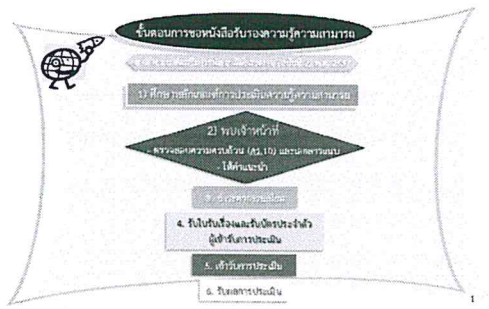 ขั้นตอนการขอหนังสือรับรองความรู้ความสามารถ
1) ศึกษาหลักเกณฑ์การประเมินความรู้ความสามารถ
2) พบเจ้าหน้าที่
- ตรวจสอบความครบถ้วน (คร.10) และเอกสารแนบ
- ให้คำแนะนำ
4. รับใบรับเรื่องและรับบัตรประจำตัว
ผู้เข้ารับการประเมิน
5. เข้ารับการประเมิน
6. รับผลการประเมิน
1